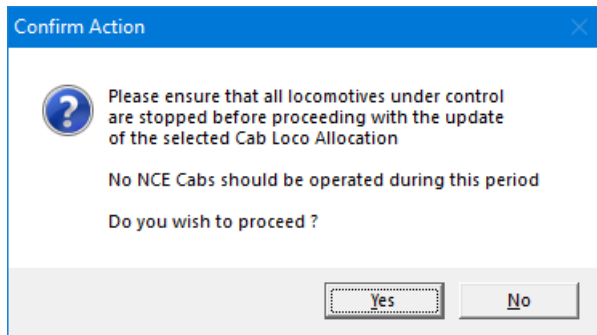 Confirm Action
Please ensure that all locomotives under control
are stopped before proceeding with the update
of the selected Cab Loco Allocation
No NCE Cabs should be operated during this period
Do you wish to proceed ?
Yes
No